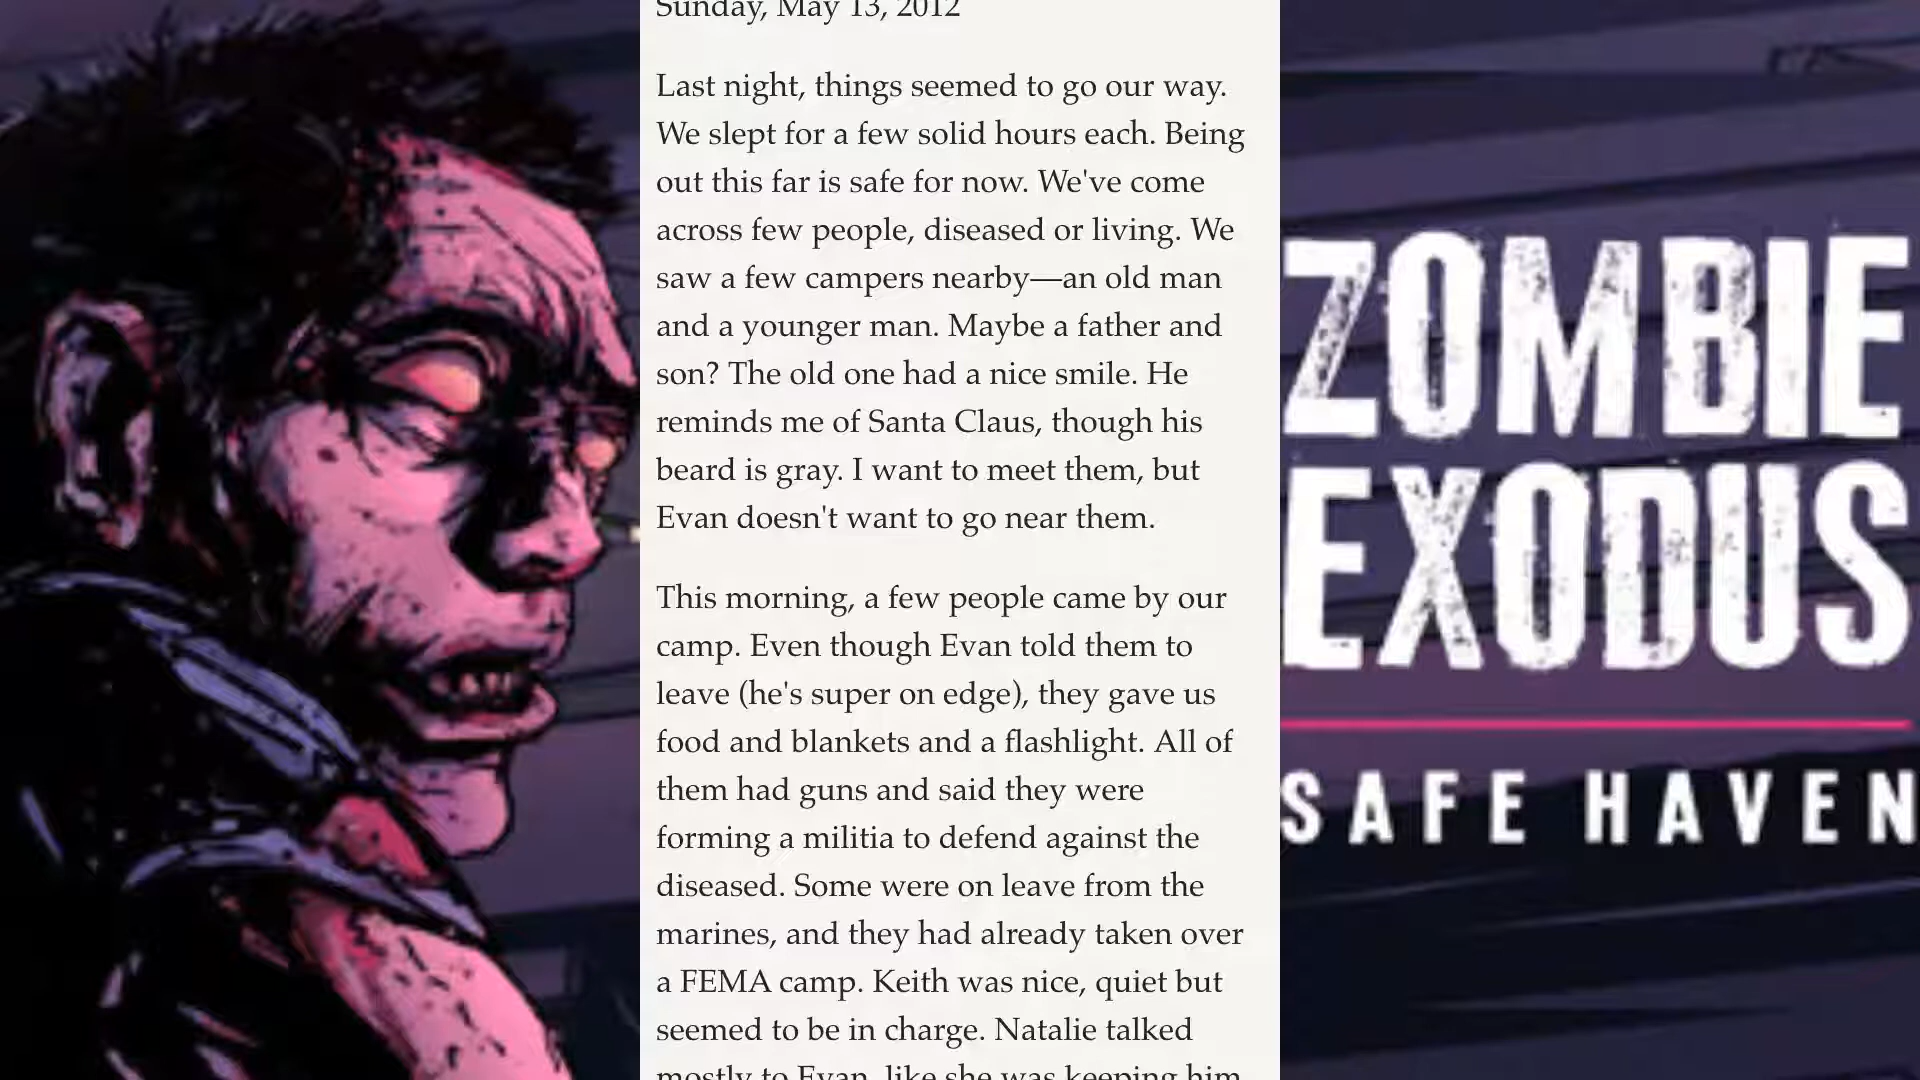 Sunday, May 13, 2012
Last night, things seemed to go our way.
We slept for a few solid hours each. Being
out this far is safe for now. We've come
across few people, diseased or living. We
saw a few campers nearby—an old man
and a younger man. Maybe a father and
son? The old one had a nice smile. He
reminds me of Santa Claus, though his
beard is gray. I want to meet them, but
Evan doesn't want to go near them.
This morning, a few people came by our
camp. Even though Evan told them to
leave (he's super on edge), they gave us
food and blankets and a flashlight. All of
them had guns and said they were
forming a militia to defend against the
diseased. Some were on leave from the
marines, and they had already taken over
a FEMA camp. Keith was nice, quiet but
seemed to be in charge. Natalie talked
mostly to Evan, like she was keeping him
ZOMBIE
EXODUS
SAFE HAVEN